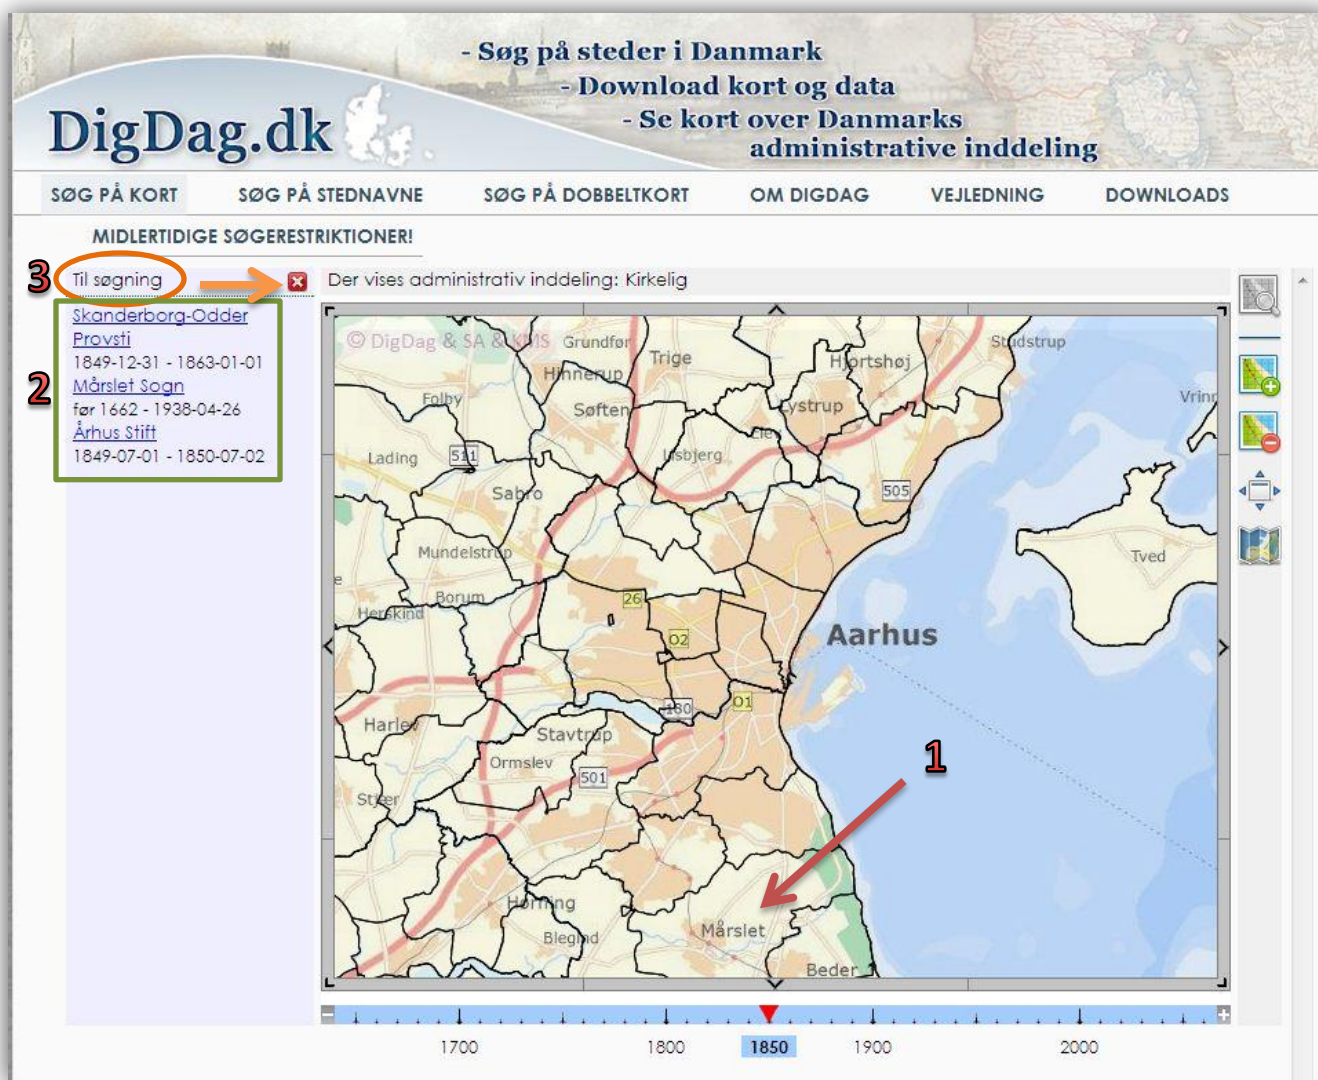 - Søg på steder i Danmark
- Download kort og data
- Se kort over Danmarks
administrative inddeling
DigDag.dk
SØG PÅ KORT SØG PÅ STEDNAVNE SØG PÅ DOBBELTKORT OM DIGDAG VEJLEDNING DOWNLOADS
MIDLERTIDIGE SØGERESTRIKTIONER!
3
Til søgning
Der vises administrativ inddeling: Kirkelig
2
Skanderborg-Odder
Provsti
1849-12-31 - 1863-01-01
Mårslet Sogn
før 1662 - 1938-04-26
Århus Stift
1849-07-01 - 1850-07-02
© DigDag & SA & KMS
Grundfør
Trige
Hjortshøj
Studstrup
Hinnerup
Folby
Søften
Lystrup
Elev
Lading
511
Lisbjerg
Sabro
505
Mundelstrup
Tved
Borum
26
Herskind
02
Aarhus
180
01
Harlev
Stavtrup
Ormslev
501
1
Stjær
Hørning
Mårslet
Blegind
Beder
1700 1800 1850 1900 2000